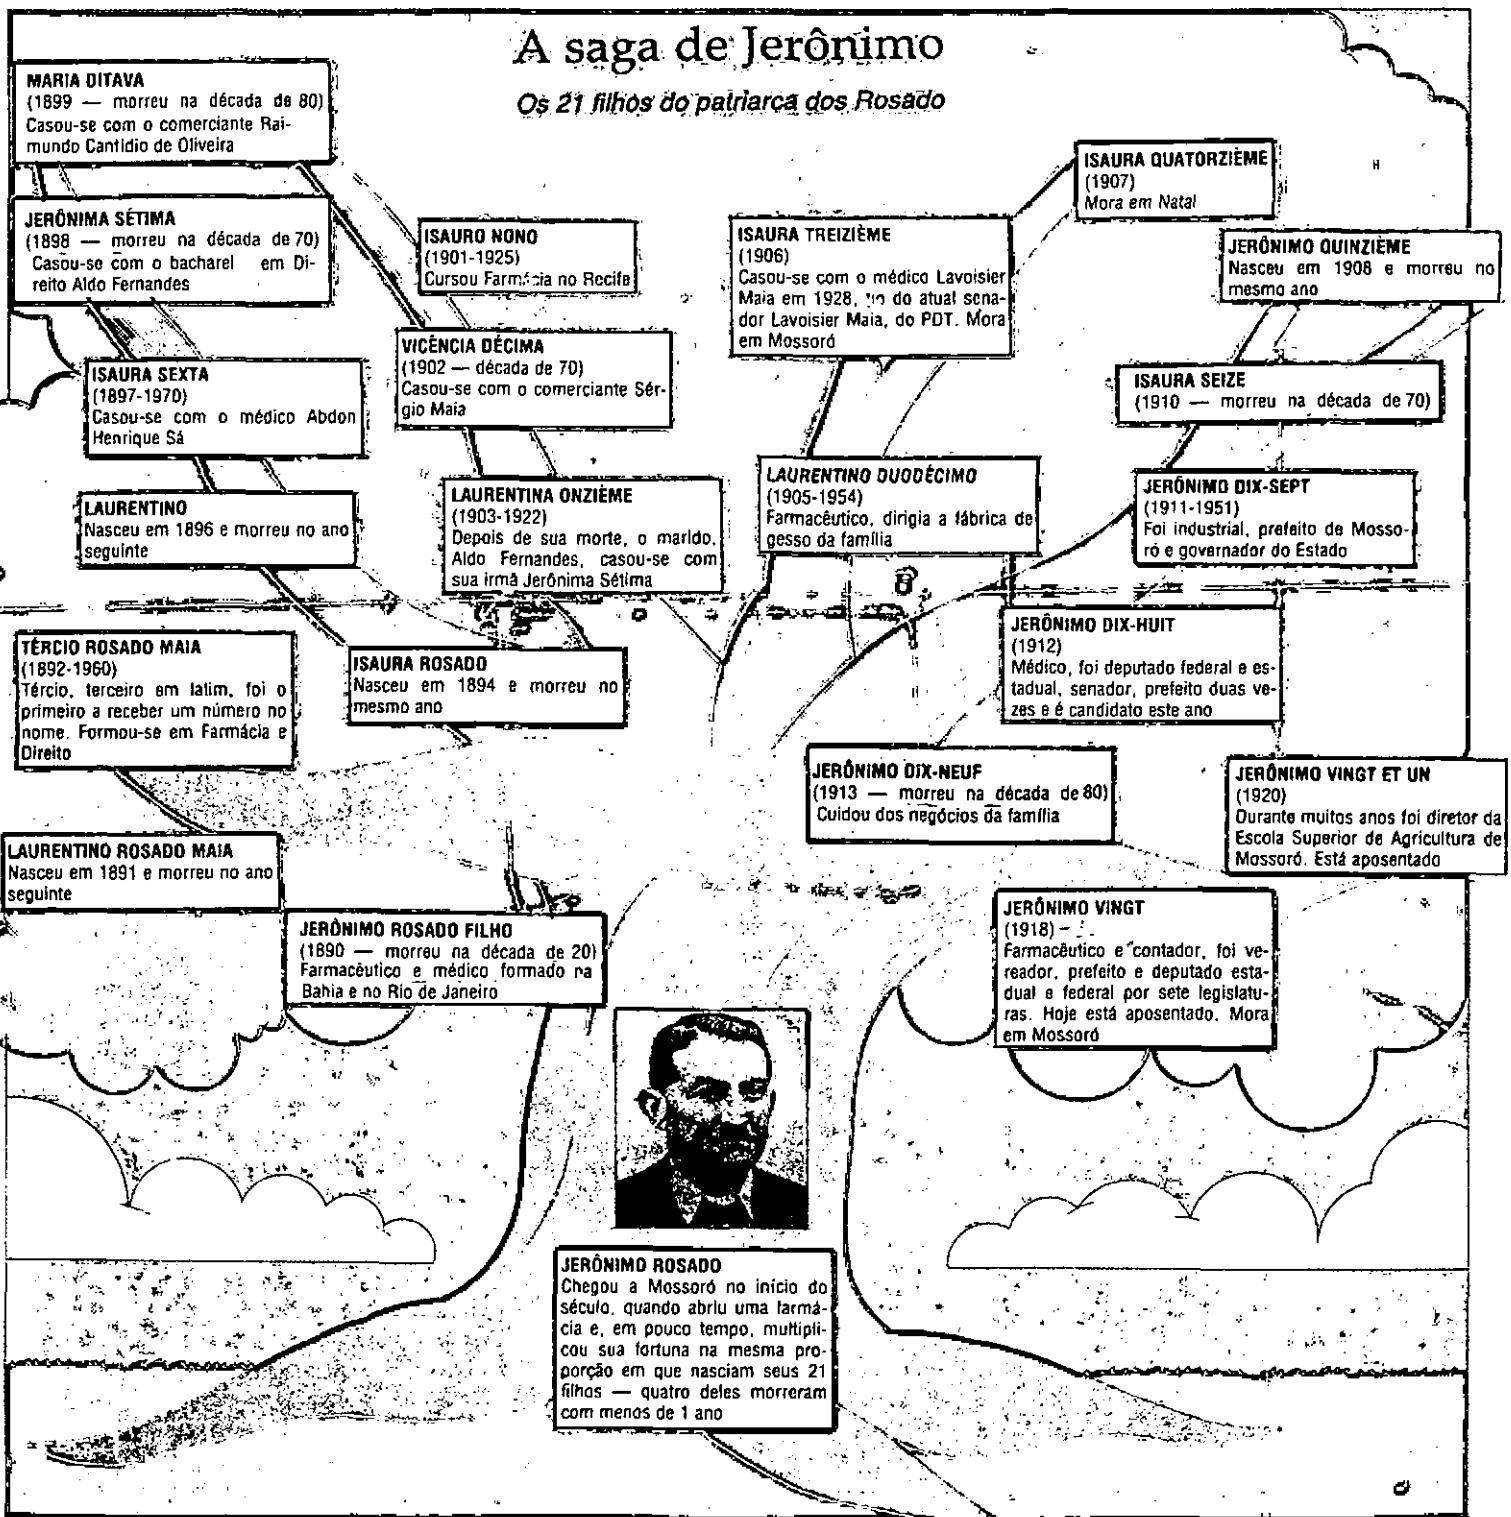 A saga de Jerônimo
Os 21 filhos do patriarca dos Rosado
MARIA DITAVA
(1899 — morreu na década de 80)
Casou-se com o comerciante Rai-
mundo Cantídio de Oliveira
JERÔNIMA SÉTIMA
(1898 — morreu na década de 70)
Casou-se com o bacharel em Di-
reito Aldo Fernandes
ISAURA SEXTA
(1897-1970)
Casou-se com o médico Abdon
Henrique Sá
LAURENTINO
Nasceu em 1896 e morreu no ano
seguinte
ISAURO NONO
(1901-1925)
Cursou Farmácia no Recife
VICÊNCIA DÉCIMA
(1902 — década de 70)
Casou-se com o comerciante Sér-
gio Maia
LAURENTINA ONZIÈME
(1903-1922)
Depois de sua morte, o marido,
Aldo Fernandes, casou-se com
sua irmã Jerônima Sétima
ISAURA TREIZIÈME
(1906)
Casou-se com o médico Lavoisier
Maia em 1928, do atual sena-
dor Lavoisier Maia, do PDT. Mora
em Mossoró
LAURENTINO DUODÉCIMO
(1905-1954)
Farmacêutico, dirigia a fábrica de
gesso da família
ISAURA QUATORZIÈME
(1907)
Mora em Natal
JERÔNIMO QUINZIÈME
Nasceu em 1908 e morreu no
mesmo ano
ISAURA SEIZE
(1910 — morreu na década de 70)
JERÔNIMO DIX-SEPT
(1911-1951)
Foi industrial, prefeito de Mosso-
ró e governador do Estado
JERÔNIMO DIX-HUIT
(1912)
Médico, foi deputado federal e es-
tadual, senador, prefeito duas ve-
zes e é candidato este ano
TÉRCIO ROSADO MAIA
(1892-1960)
Tércio, terceiro em latim, foi o
primeiro a receber um número no
nome. Formou-se em Farmácia e
Direito
ISAURA ROSADO
Nasceu em 1894 e morreu no
mesmo ano
JERÔNIMO DIX-NEUF
(1913 — morreu na década de 80)
Cuidou dos negócios da família
JERÔNIMO VINGT ET UN
(1920)
Durante muitos anos foi diretor da
Escola Superior de Agricultura de
Mossoró. Está aposentado
LAURENTINO ROSADO MAIA
Nasceu em 1891 e morreu no ano
seguinte
JERÔNIMO ROSADO FILHO
(1890 — morreu na década de 20)
Farmacêutico e médico formado na
Bahia e no Rio de Janeiro
JERÔNIMO VINGT
(1918)
Farmacêutico e contador, foi ve-
reador, prefeito e deputado esta-
dual e federal por sete legislatu-
ras. Hoje está aposentado. Mora
em Mossoró
JERÔNIMO ROSADO
Chegou a Mossoró no início do
século, quando abriu uma farmá-
cia e, em pouco tempo, multipli-
cou sua fortuna na mesma pro-
porção em que nasciam seus 21
filhos — quatro deles morreram
com menos de 1 ano